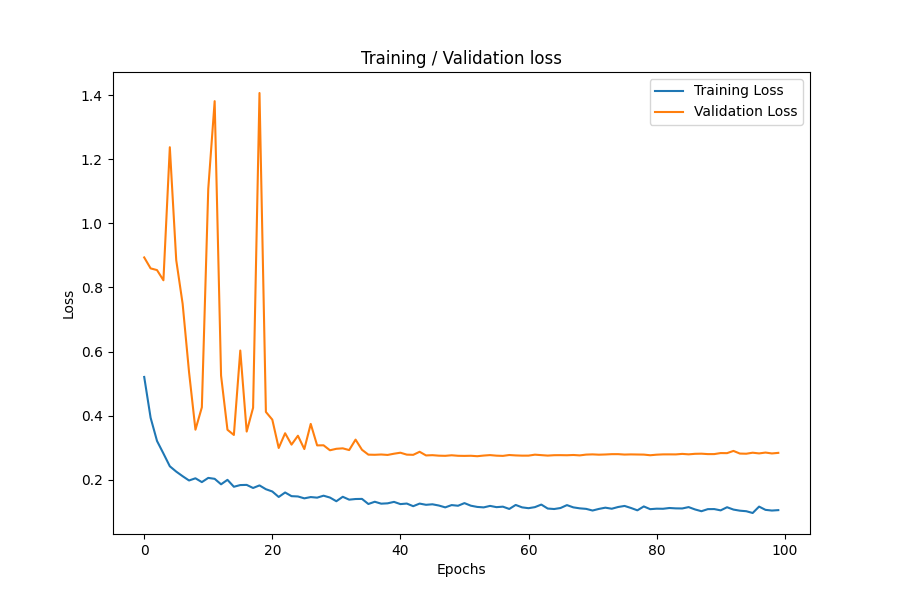 Training / Validation loss
Training Loss
Validation Loss
1.4
1.2
1.0
0.8
0.6
0.4
0.2
Loss
0 20 40 60 80 100
Epochs